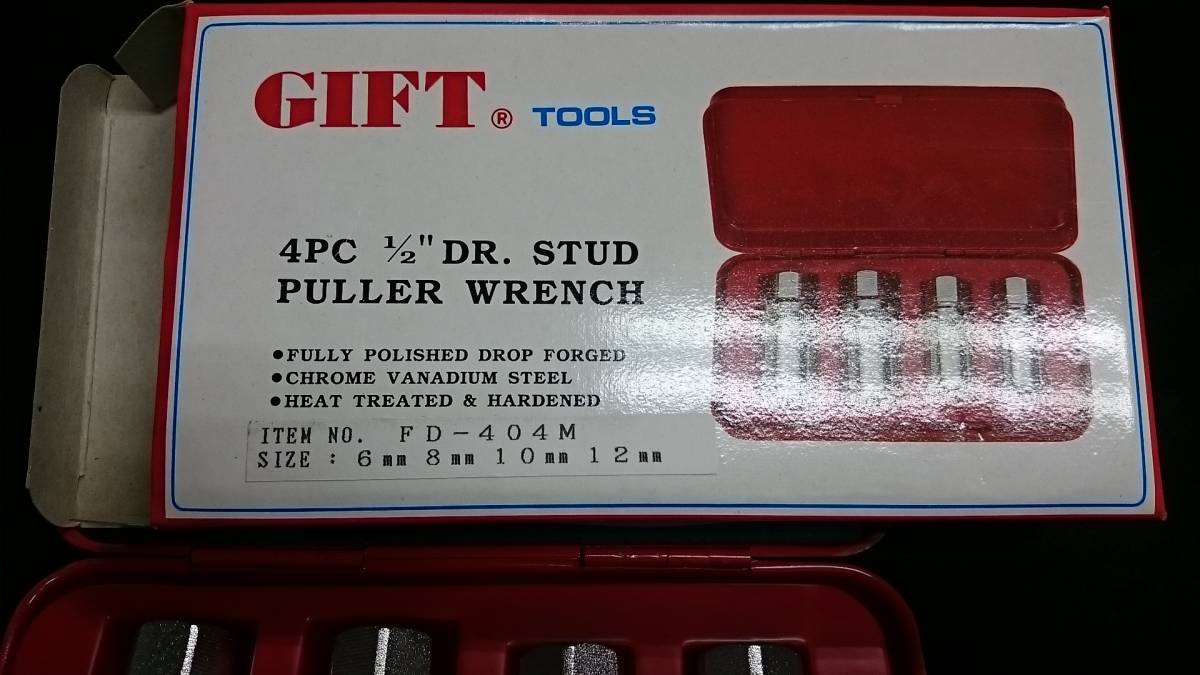 GIFT® TOOLS
4PC ½" DR. STUD
PULLER WRENCH
•FULLY POLISHED DROP FORGED
•CHROME VANADIUM STEEL
•HEAT TREATED & HARDENED
ITEM NO. FD-404M
SIZE : 6mm 8mm 10mm 12mm